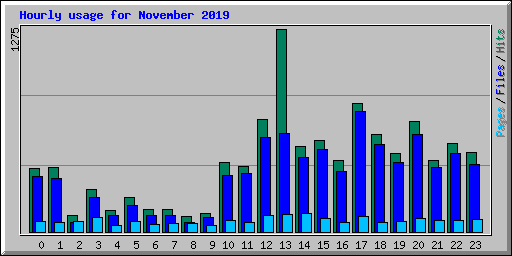 Hourly usage for November 2019
1275
Pages / Files / Hits
0 1 2 3 4 5 6 7 8 9 10 11 12 13 14 15 16 17 18 19 20 21 22 23